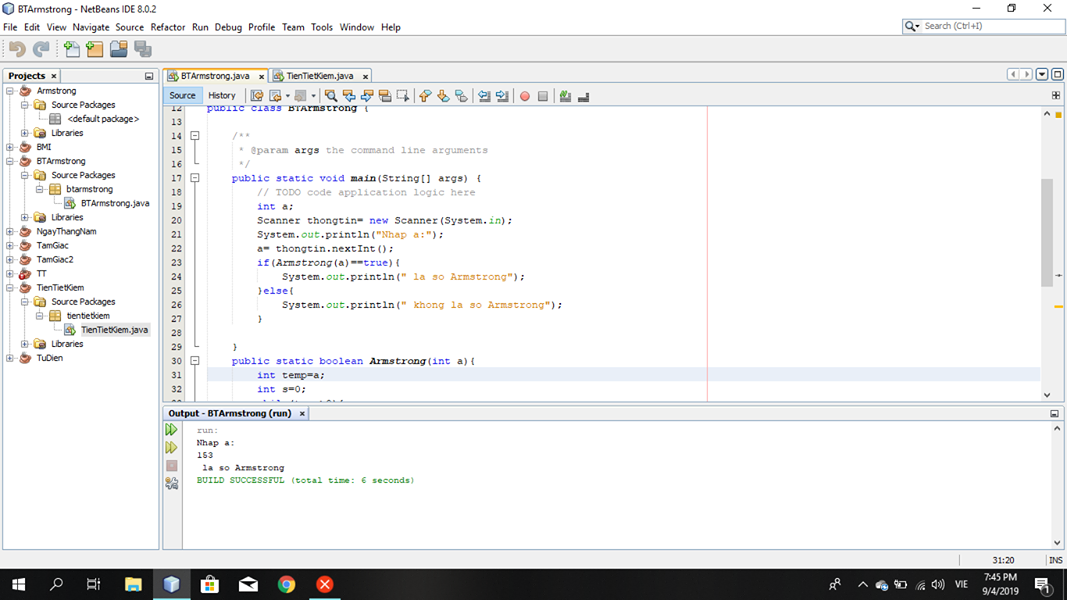 BTArmstrong - NetBeans IDE 8.0.2
File Edit View Navigate Source Refactor Run Debug Profile Team Tools Window Help
Search (Ctrl+I)
Projects
BTArmstrong.java
TienTietKiem.java
Source
History
Armstrong
Source Packages
<default package>
Libraries
BMI
BTArmstrong
Source Packages
btarmstrong
BTArmstrong.java
Libraries
NgayThangNam
TamGiac
TamGiac2
TT
TienTietKiem
Source Packages
tientietkiem
TienTietKiem.java
Libraries
TuDien
12 public class BTArmstrong {
13
14 /**
15 * @param args the command line arguments
16 */
17 public static void main(String[] args) {
18 // TODO code application logic here
19 int a;
20 Scanner thongtin= new Scanner(System.in);
21 System.out.println("Nhap a:");
22 a= thongtin.nextInt();
23 if(Armstrong(a)==true){
24 System.out.println(" la so Armstrong");
25 }else{
26 System.out.println(" khong la so Armstrong");
27 }
28
29 }
30 public static boolean Armstrong(int a){
31 int temp=a;
32 int s=0;
Output - BTArmstrong (run)
run:
Nhap a:
153
la so Armstrong
BUILD SUCCESSFUL (total time: 6 seconds)
31:20
INS
VIE
7:45 PM
9/4/2019
1